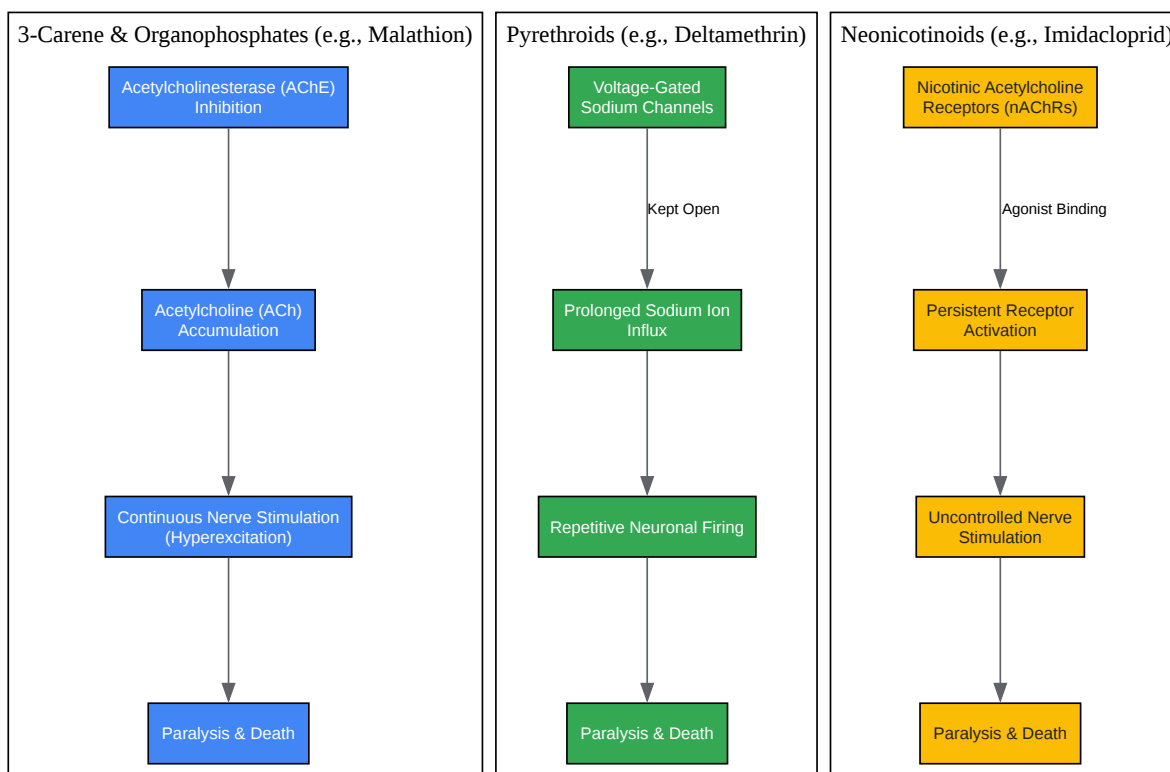 3-Carene & Organophosphates (e.g., Malathion)
Acetylcholinesterase (AChE)
Inhibition
Acetylcholine (ACh)
Accumulation
Continuous Nerve Stimulation
(Hyperexcitation)
Paralysis & Death
Pyrethroids (e.g., Deltamethrin)
Voltage-Gated
Sodium Channels
Kept Open
Prolonged Sodium Ion
Influx
Repetitive Neuronal Firing
Paralysis & Death
Neonicotinoids (e.g., Imidacloprid)
Nicotinic Acetylcholine
Receptors (nAChRs)
Agonist Binding
Persistent Receptor
Activation
Uncontrolled Nerve
Stimulation
Paralysis & Death